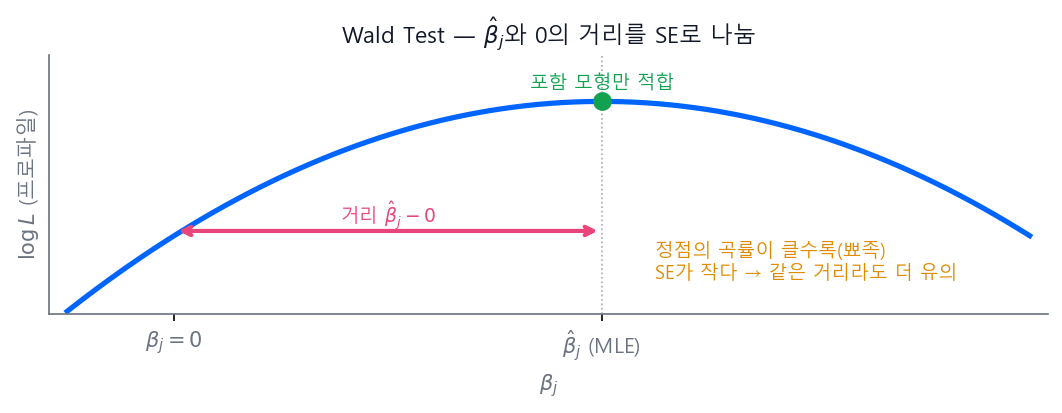 Wald Test — β̂ⱼ와 0의 거리를 SE로 나눔
포함 모형만 적합
log L (프로파일)
거리 β̂ⱼ − 0
정점의 곡률이 클수록(뾰족)
SE가 작다 → 같은 거리라도 더 유의
βⱼ = 0
β̂ⱼ (MLE)
βⱼ